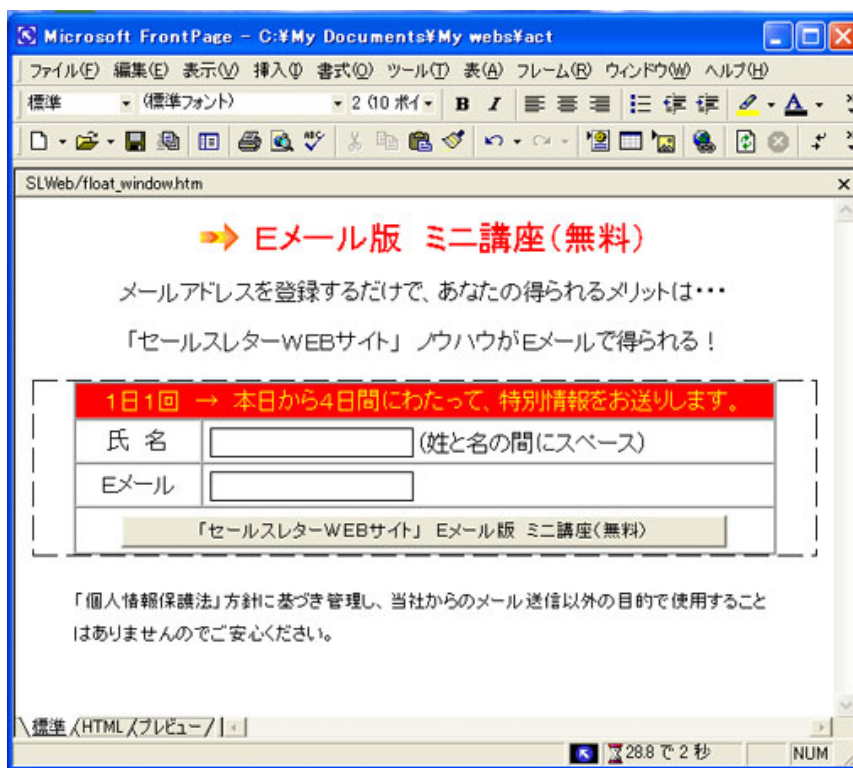 Microsoft FrontPage - C:¥My Documents¥My webs¥act
ファイル(F) 編集(E) 表示(V) 挿入(I) 書式(O) ツール(T) 表(A) フレーム(R) ウィンドウ(W) ヘルプ(H)
標準 (標準フォント) 2 (10 ポイ B I A
SLWeb/float_window.htm
Eメール版 ミニ講座(無料)
メールアドレスを登録するだけで、あなたの得られるメリットは・・・
「セールスレターWEBサイト」 ノウハウがEメールで得られる!
1日1回 → 本日から4日間にわたって、特別情報をお送りします。
氏 名 (姓と名の間にスペース)
Eメール
「セールスレターWEBサイト」 Eメール版 ミニ講座(無料)
「個人情報保護法」方針に基づき管理し、当社からのメール送信以外の目的で使用すること
はありませんのでご安心ください。
標準 HTML プレビュー
28.8 で 2 秒 NUM